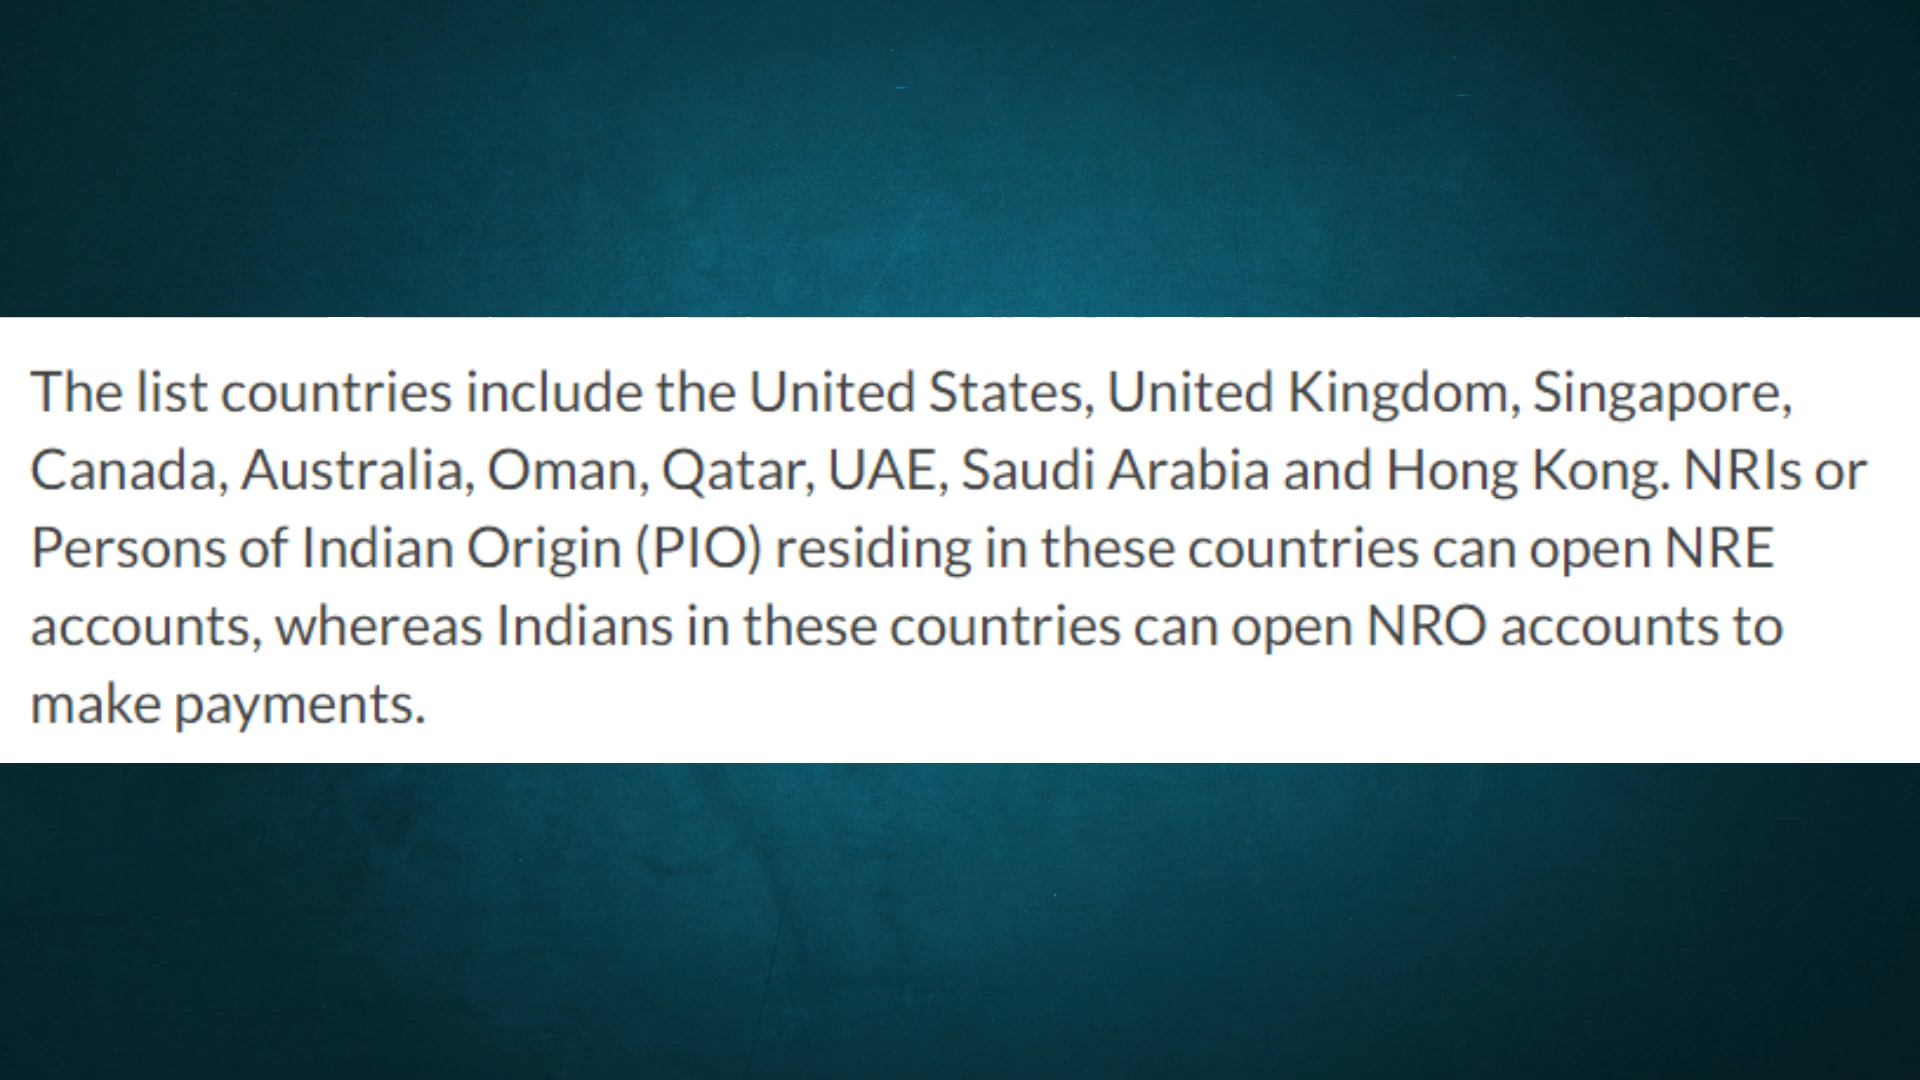 The list countries include the United States, United Kingdom, Singapore,
Canada, Australia, Oman, Qatar, UAE, Saudi Arabia and Hong Kong. NRIs or
Persons of Indian Origin (PIO) residing in these countries can open NRE
accounts, whereas Indians in these countries can open NRO accounts to
make payments.